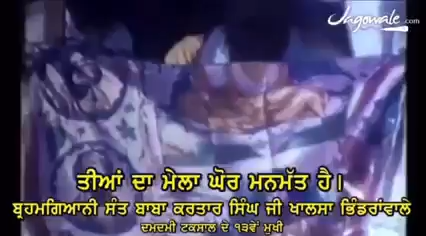 Jagowale.com
ਤੀਆਂ ਦਾ ਮੇਲਾ ਘੋਰ ਮਨਮੱਤ ਹੈ।
ਬ੍ਰਹਮਗਿਆਨੀ ਸੰਤ ਬਾਬਾ ਕਰਤਾਰ ਸਿੰਘ ਜੀ ਖਾਲਸਾ ਭਿੰਡਰਾਂਵਾਲੇ
ਦਮਦਮੀ ਟਕਸਾਲ ਦੇ ੧੩ਵੇਂ ਮੁਖੀ